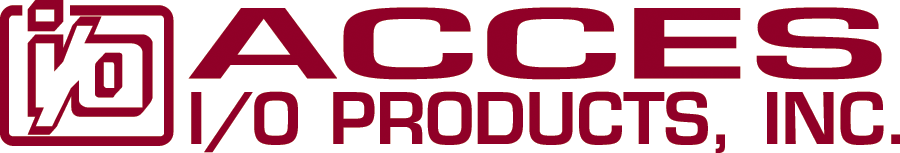 i/o
ACCES
I/O PRODUCTS, INC.